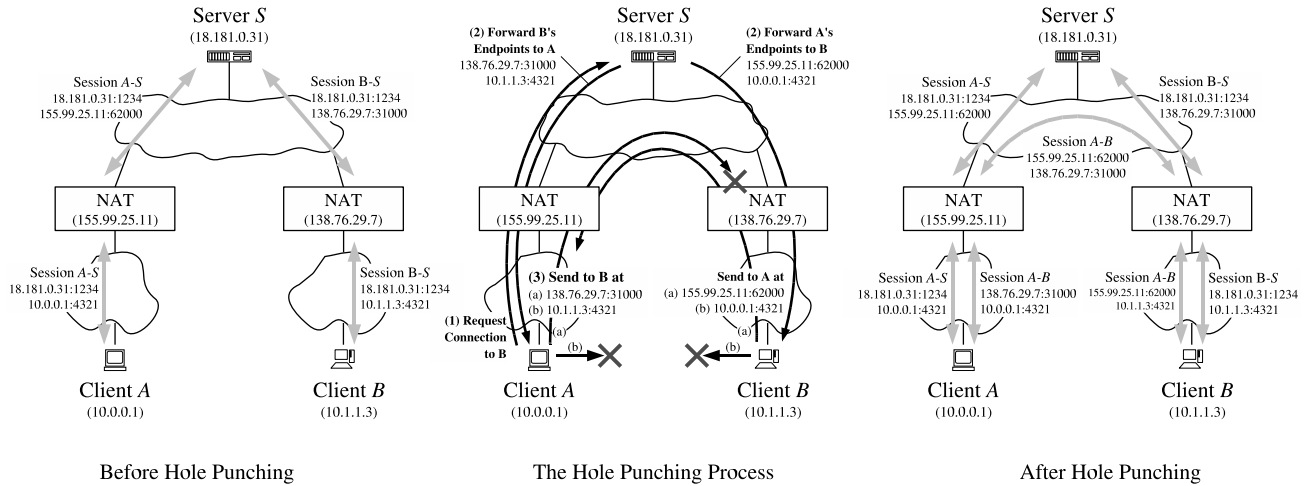 Server S
(18.181.0.31)
Session A-S
18.181.0.31:1234
155.99.25.11:62000
Session B-S
18.181.0.31:1234
138.76.29.7:31000
NAT
(155.99.25.11)
NAT
(138.76.29.7)
Session A-S
18.181.0.31:1234
10.0.0.1:4321
Session B-S
18.181.0.31:1234
10.1.1.3:4321
Client A
(10.0.0.1)
Client B
(10.1.1.3)
Before Hole Punching
Server S
(18.181.0.31)
(2) Forward B's
Endpoints to A
138.76.29.7:31000
10.1.1.3:4321
(2) Forward A's
Endpoints to B
155.99.25.11:62000
10.0.0.1:4321
NAT
(155.99.25.11)
NAT
(138.76.29.7)
(3) Send to B at
(a) 138.76.29.7:31000
(b) 10.1.1.3:4321
Send to A at
(a) 155.99.25.11:62000
(b) 10.0.0.1:4321
(1) Request
Connection
to B
(a)
(b)
(a)
(b)
Client A
(10.0.0.1)
Client B
(10.1.1.3)
The Hole Punching Process
Server S
(18.181.0.31)
Session A-S
18.181.0.31:1234
155.99.25.11:62000
Session B-S
18.181.0.31:1234
138.76.29.7:31000
Session A-B
155.99.25.11:62000
138.76.29.7:31000
NAT
(155.99.25.11)
NAT
(138.76.29.7)
Session A-S
18.181.0.31:1234
10.0.0.1:4321
Session A-B
138.76.29.7:31000
10.0.0.1:4321
Session A-B
155.99.25.11:62000
10.1.1.3:4321
Session B-S
18.181.0.31:1234
10.1.1.3:4321
Client A
(10.0.0.1)
Client B
(10.1.1.3)
After Hole Punching